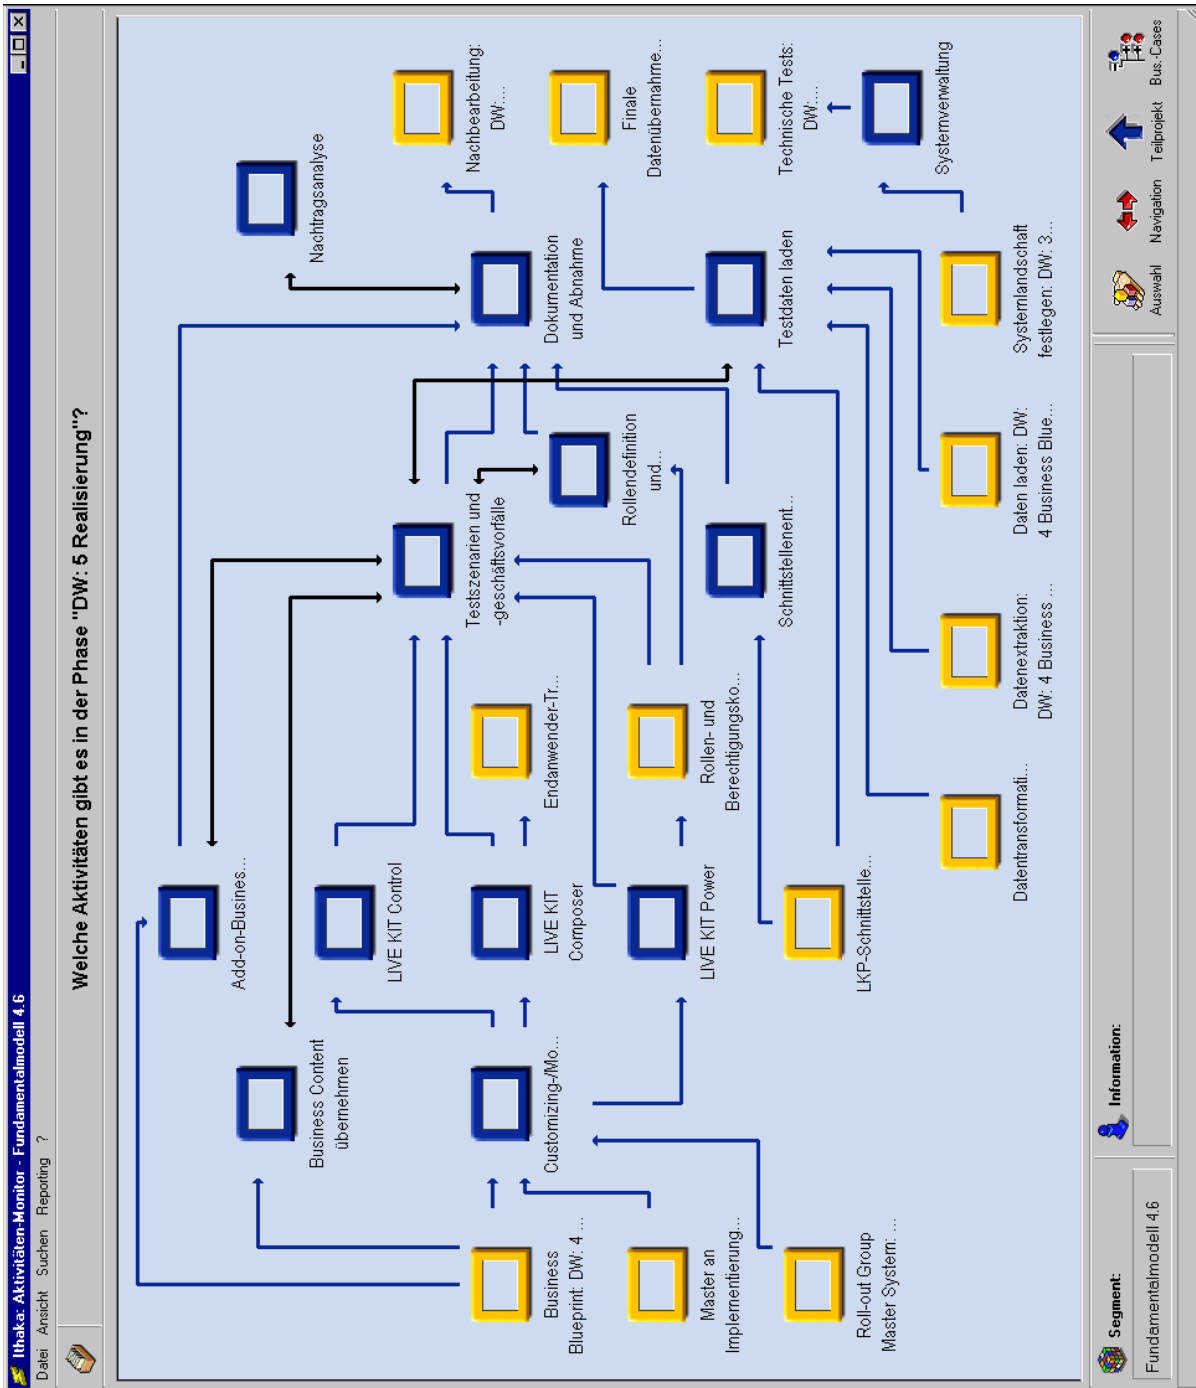 Ithaka: Aktivitäten-Monitor - Fundamentalmodell 4.6
Datei Ansicht Suchen Reporting ?
Welche Aktivitäten gibt es in der Phase "DW: 5 Realisierung"?
Add-on-Busines...
Nachtragsanalyse
Business Content
übernehmen
LIVE KIT Control
Testszenarien und
-geschäftsvorfälle
Nachbearbeitung:
DW:...
Business
Blueprint: DW: 4 ...
Customizing-/Mo...
LIVE KIT
Composer
Endanwender-Tr...
Dokumentation
und Abnahme
Rollendefinition
und...
Finale
Datenübernahme...
Master an
Implementierung...
LIVE KIT Power
Rollen- und
Berechtigungsko...
Schnittstellenent...
Testdaten laden
Technische Tests:
DW:...
Roll-out Group
Master System: ...
LKP-Schnittstelle...
Systemverwaltung
Datentransformati...
Datenextraktion:
DW: 4 Business ...
Daten laden: DW:
4 Business Blue...
Systemlandschaft
festlegen: DW: 3...
Segment:
Fundamentalmodell 4.6
Information:
Auswahl
Navigation
Teilprojekt
Bus.-Cases